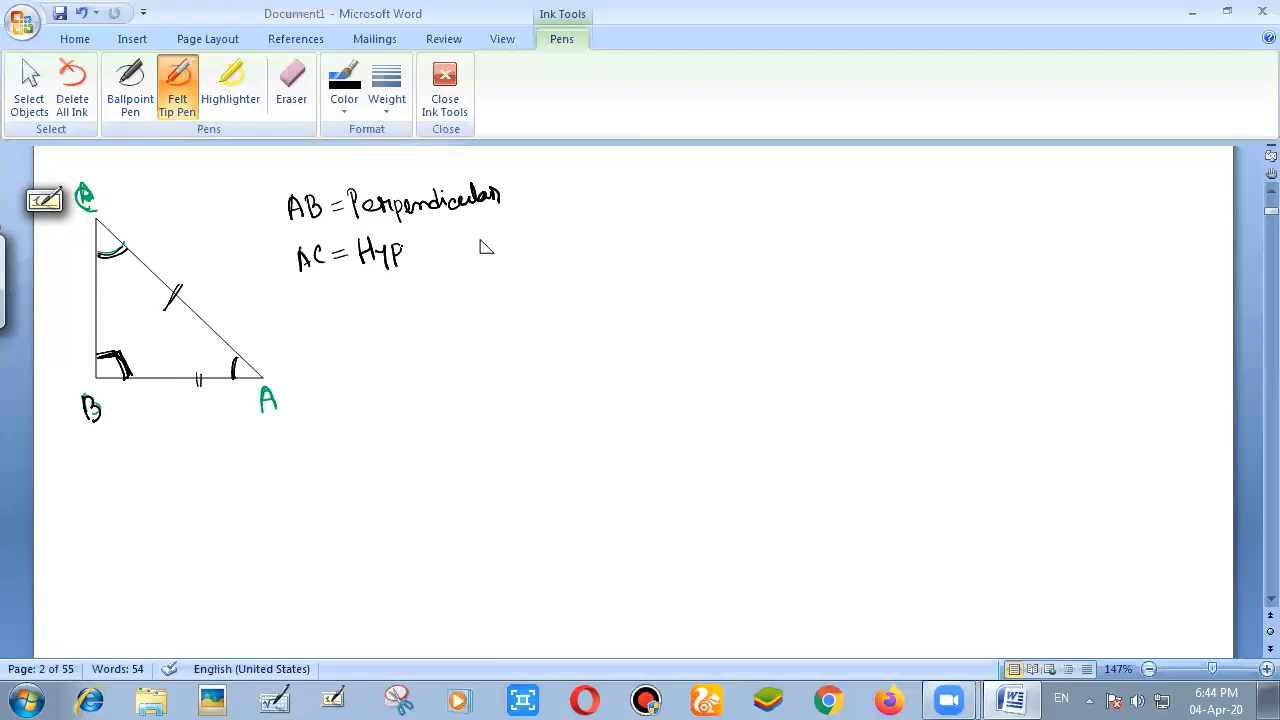 Document1 - Microsoft Word
Ink Tools
Home Insert Page Layout References Mailings Review View Pens
Select Objects
Delete All Ink
Ballpoint Pen
Felt Tip Pen
Highlighter
Eraser
Color
Weight
Close Ink Tools
Select
Pens
Format
Close
AB = Perpendicular
AC = Hyp
B
A
Page: 2 of 55
Words: 54
English (United States)
147%
EN
6:44 PM
04-Apr-20